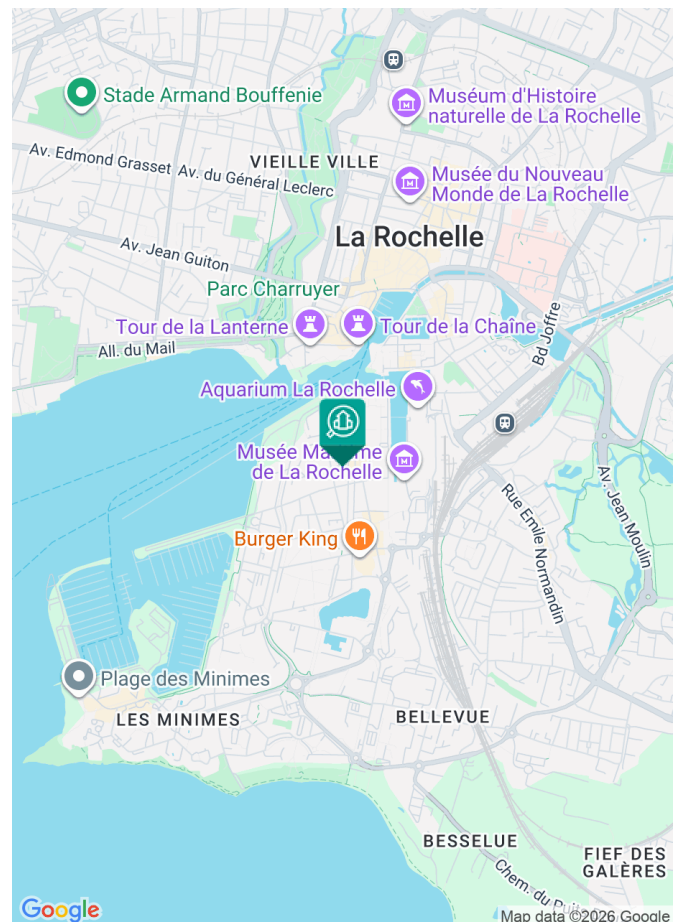 Stade Armand Bouffenie
Muséum d'Histoire
naturelle de La Rochelle
Av. Edmond Grasset
VIEILLE VILLE
Av. du Général Leclerc
Musée du Nouveau
Monde de La Rochelle
La Rochelle
Av. Jean Guiton
Parc Charruyer
Tour de la Lanterne
Tour de la Chaîne
Bd Joffre
All. du Mail
Aquarium La Rochelle
Musée Ma me
de La Rochelle
Av. Jean Moulin
Rue Emile Normandin
Burger King
Plage des Minimes
LES MINIMES
BELLEVUE
BESSELUE
FIEF DES
GALÈRES
Chem. du
Google
Map data ©2026 Google